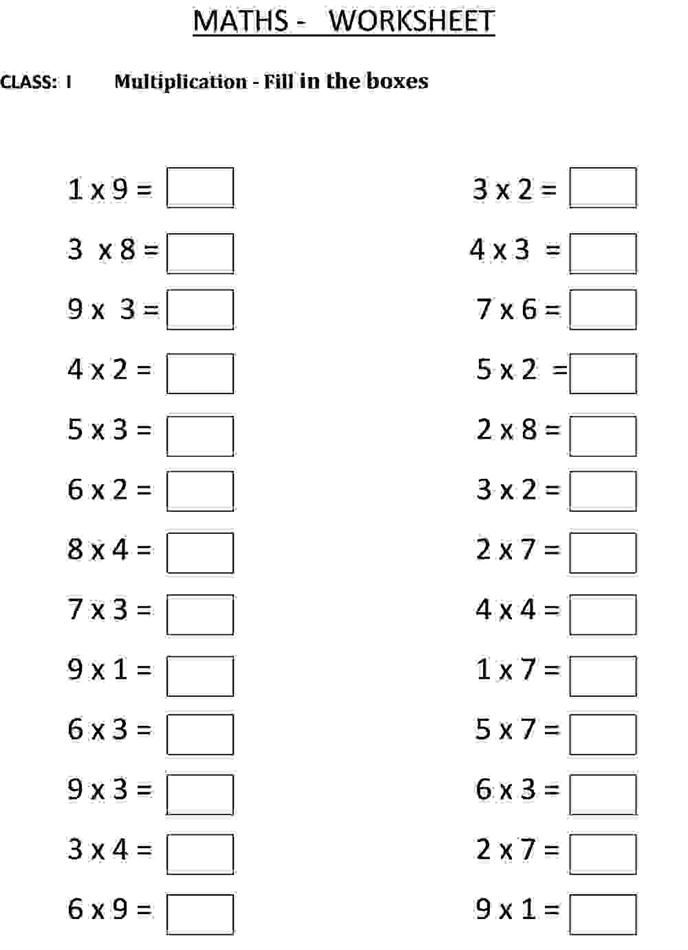 MATHS - WORKSHEET
CLASS: I Multiplication - Fill in the boxes
1 x 9 = 3 x 2 =
3 x 8 = 4 x 3 =
9 x 3 = 7 x 6 =
4 x 2 = 5 x 2 =
5 x 3 = 2 x 8 =
6 x 2 = 3 x 2 =
8 x 4 = 2 x 7 =
7 x 3 = 4 x 4 =
9 x 1 = 1 x 7 =
6 x 3 = 5 x 7 =
9 x 3 = 6 x 3 =
3 x 4 = 2 x 7 =
6 x 9 = 9 x 1 =